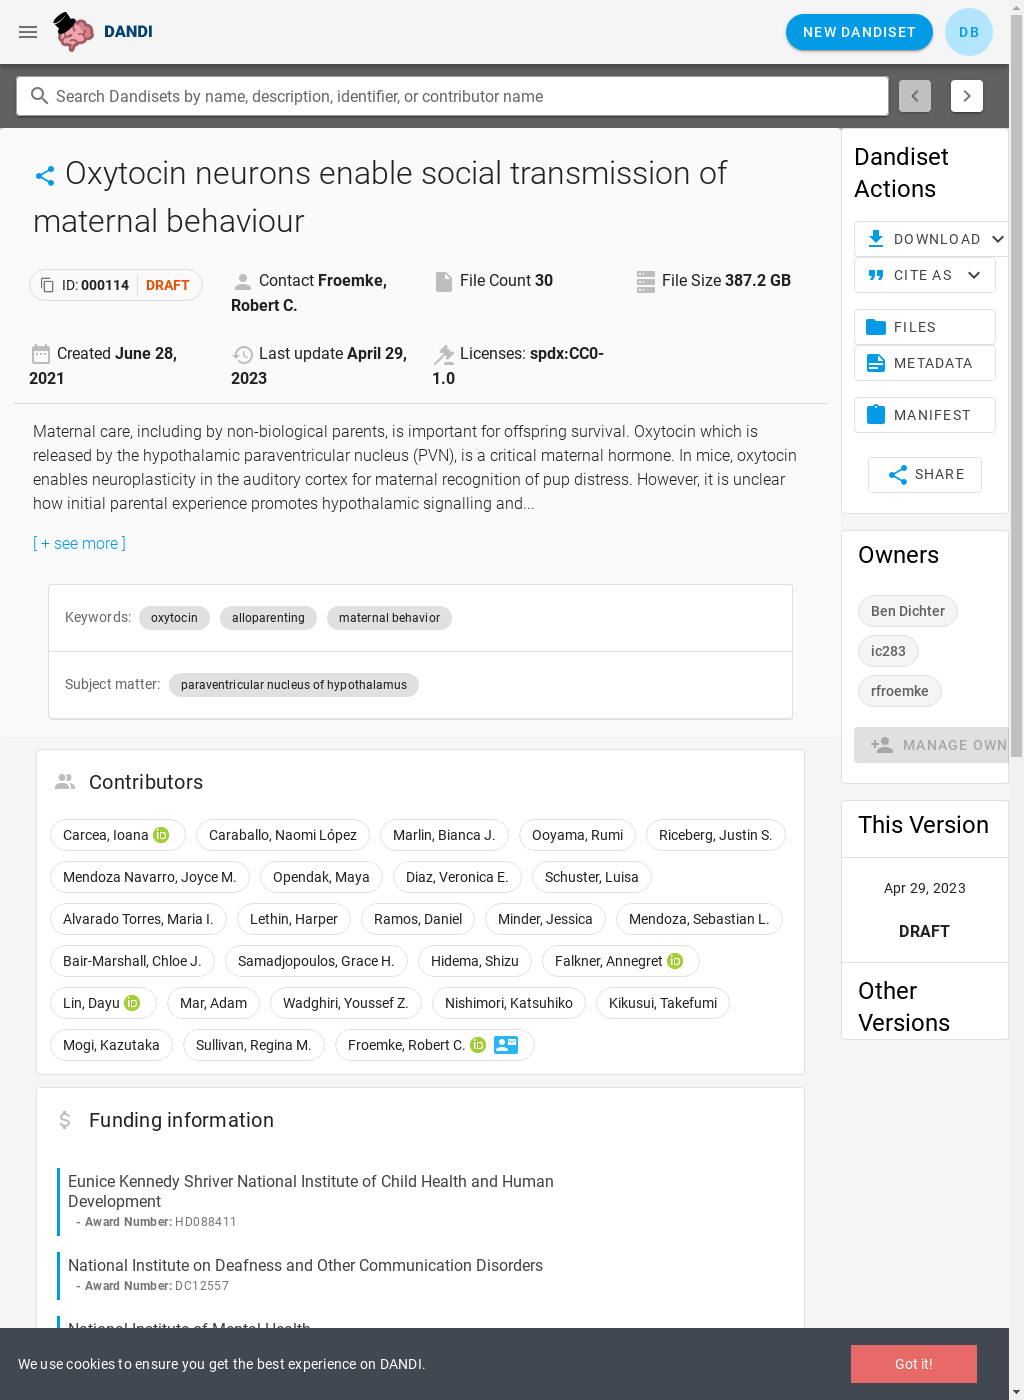 DANDI
NEW DANDISET
DB
Search Dandisets by name, description, identifier, or contributor name
Oxytocin neurons enable social transmission of
maternal behaviour
ID: 000114 DRAFT
Contact Froemke,
Robert C.
File Count 30
File Size 387.2 GB
Created June 28,
2021
Last update April 29,
2023
Licenses: spdx:CC0-
1.0
Maternal care, including by non-biological parents, is important for offspring survival. Oxytocin which is
released by the hypothalamic paraventricular nucleus (PVN), is a critical maternal hormone. In mice, oxytocin
enables neuroplasticity in the auditory cortex for maternal recognition of pup distress. However, it is unclear
how initial parental experience promotes hypothalamic signalling and...
[ + see more ]
Keywords: oxytocin alloparenting maternal behavior
Subject matter: paraventricular nucleus of hypothalamus
Contributors
Carcea, Ioana iD Caraballo, Naomi López Marlin, Bianca J. Ooyama, Rumi Riceberg, Justin S.
Mendoza Navarro, Joyce M. Opendak, Maya Diaz, Veronica E. Schuster, Luisa
Alvarado Torres, Maria I. Lethin, Harper Ramos, Daniel Minder, Jessica Mendoza, Sebastian L.
Bair-Marshall, Chloe J. Samadjopoulos, Grace H. Hidema, Shizu Falkner, Annegret iD
Lin, Dayu iD Mar, Adam Wadghiri, Youssef Z. Nishimori, Katsuhiko Kikusui, Takefumi
Mogi, Kazutaka Sullivan, Regina M. Froemke, Robert C. iD
Funding information
Eunice Kennedy Shriver National Institute of Child Health and Human
Development
- Award Number: HD088411
National Institute on Deafness and Other Communication Disorders
- Award Number: DC12557
National Institute of Mental Health
Dandiset
Actions
DOWNLOAD
CITE AS
FILES
METADATA
MANIFEST
SHARE
Owners
Ben Dichter
ic283
rfroemke
MANAGE OWN
This Version
Apr 29, 2023
DRAFT
Other
Versions
We use cookies to ensure you get the best experience on DANDI.
Got it!